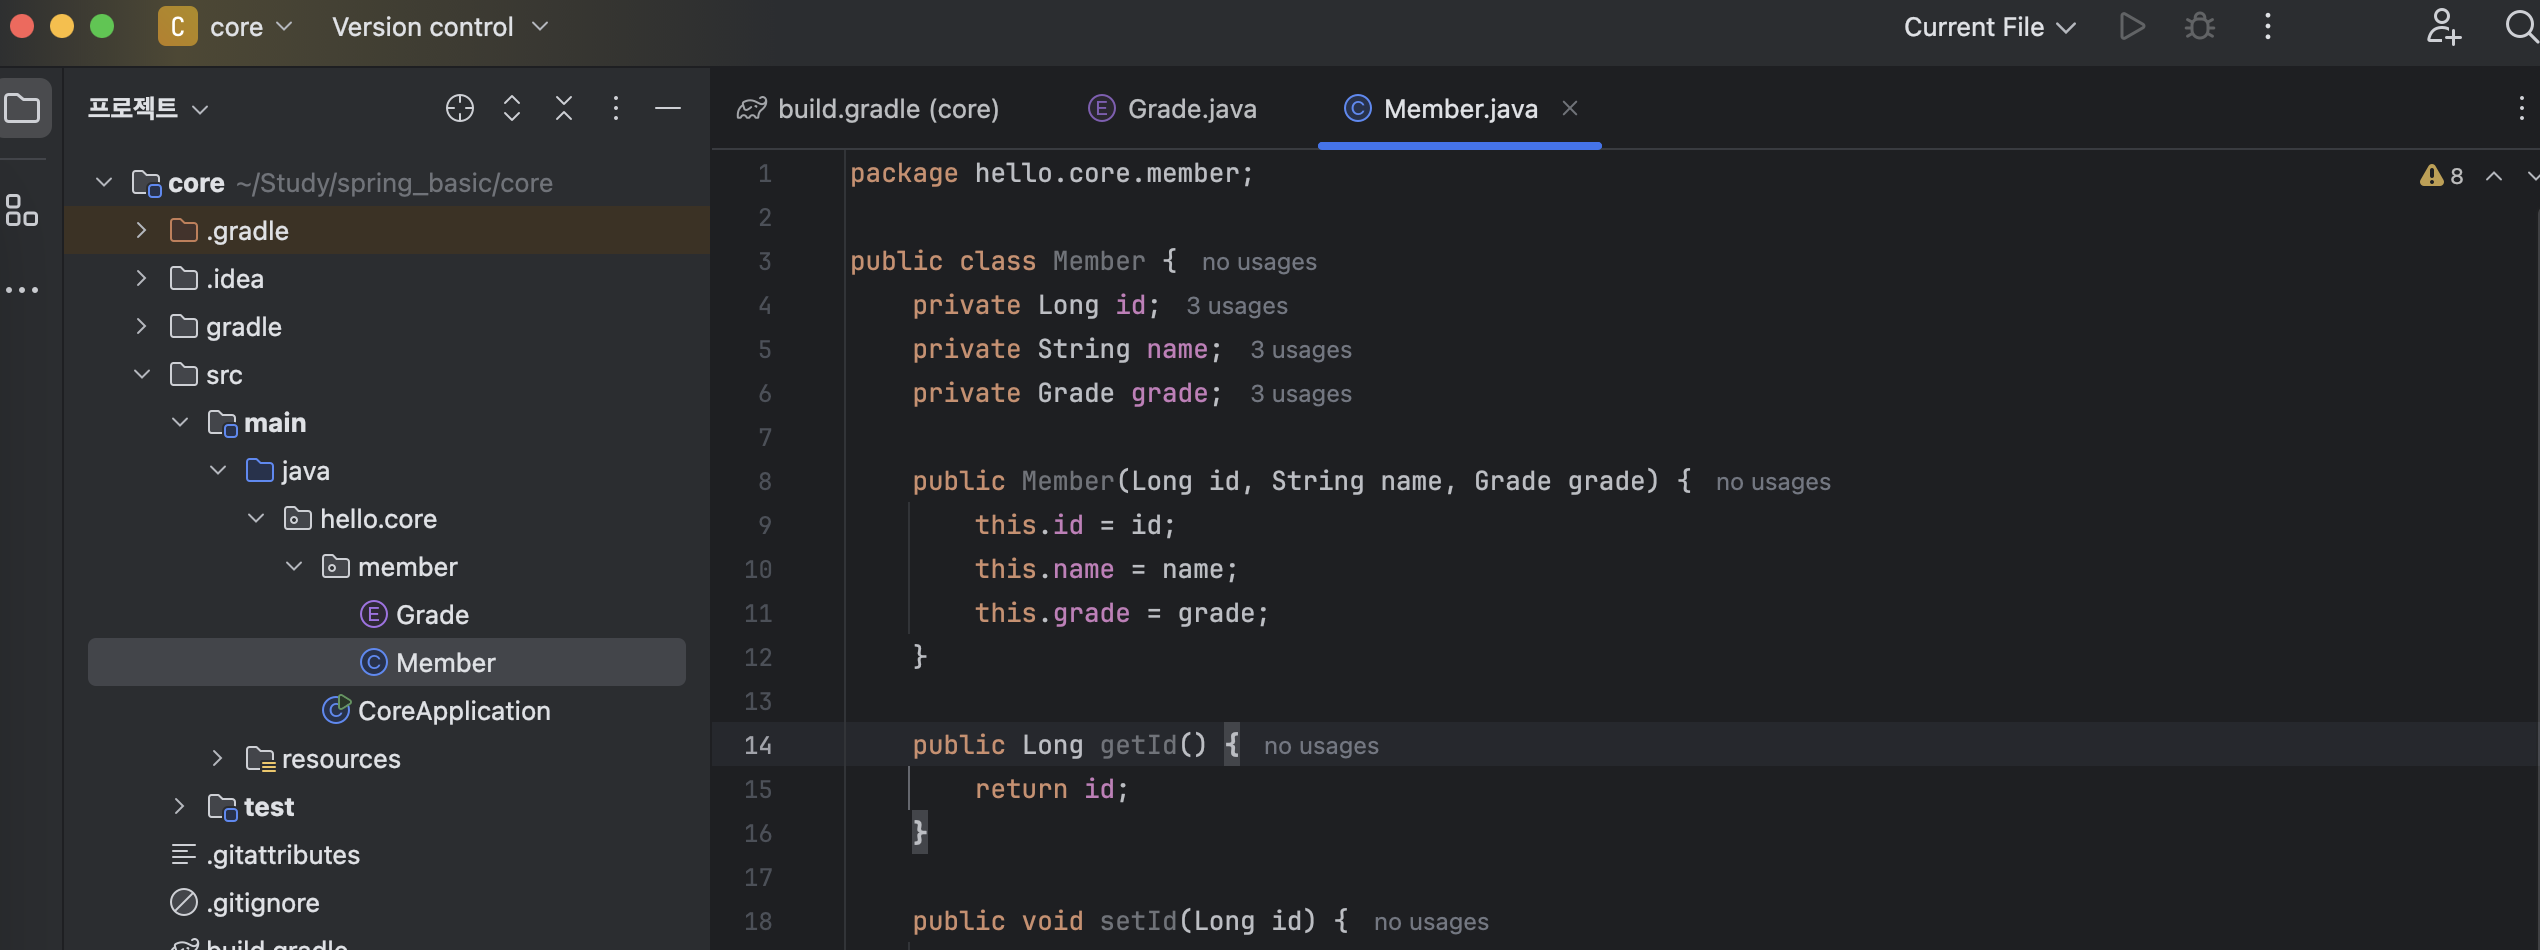 C core Version control Current File
프로젝트
build.gradle (core) Grade.java Member.java
core ~/Study/spring_basic/core
.gradle
.idea
gradle
src
main
java
hello.core
member
E Grade
C Member
CoreApplication
resources
test
.gitattributes
.gitignore
build.gradle
8
1 package hello.core.member;
2
3 public class Member { no usages
4 private Long id; 3 usages
5 private String name; 3 usages
6 private Grade grade; 3 usages
7
8 public Member(Long id, String name, Grade grade) { no usages
9 this.id = id;
10 this.name = name;
11 this.grade = grade;
12 }
13
14 public Long getId() { no usages
15 return id;
16 }
17
18 public void setId(Long id) { no usages